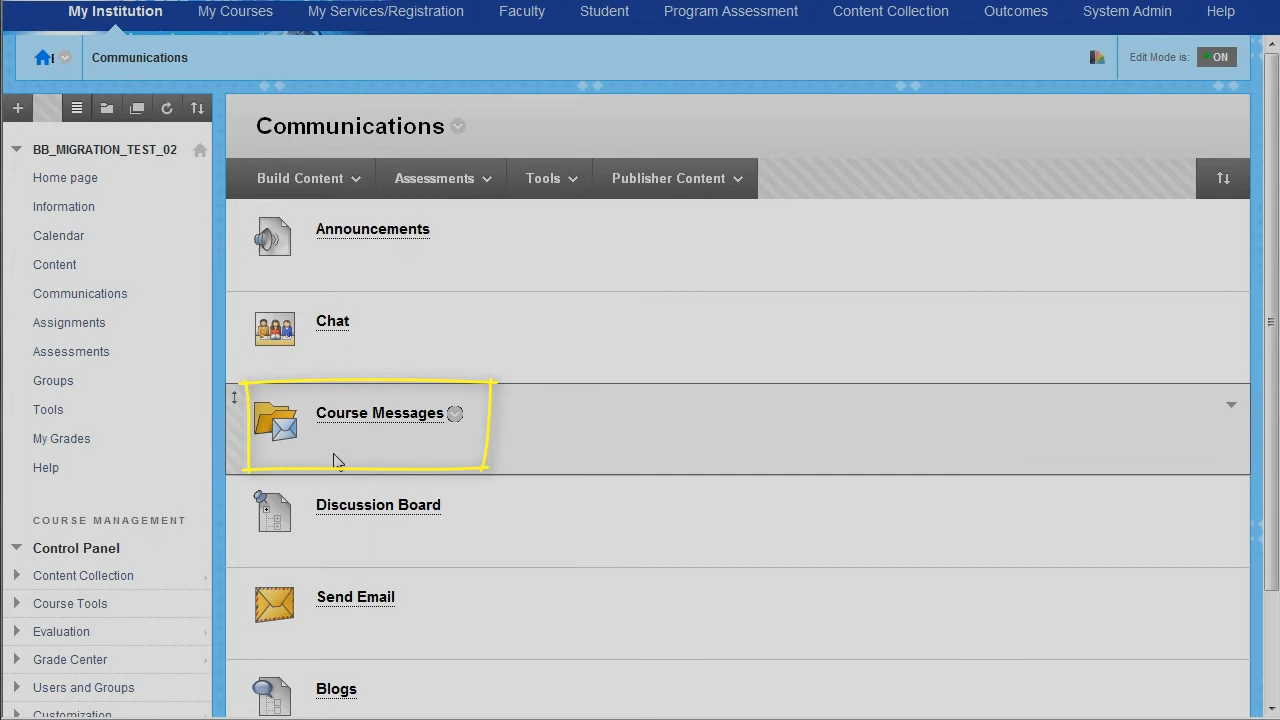 My Institution My Courses My Services/Registration Faculty Student Program Assessment Content Collection Outcomes System Admin Help
Communications Edit Mode is: ON
BB_MIGRATION_TEST_02
Home page
Information
Calendar
Content
Communications
Assignments
Assessments
Groups
Tools
My Grades
Help
COURSE MANAGEMENT
Control Panel
Content Collection
Course Tools
Evaluation
Grade Center
Users and Groups
Customization
Communications
Build Content Assessments Tools Publisher Content
Announcements
Chat
Course Messages
Discussion Board
Send Email
Blogs